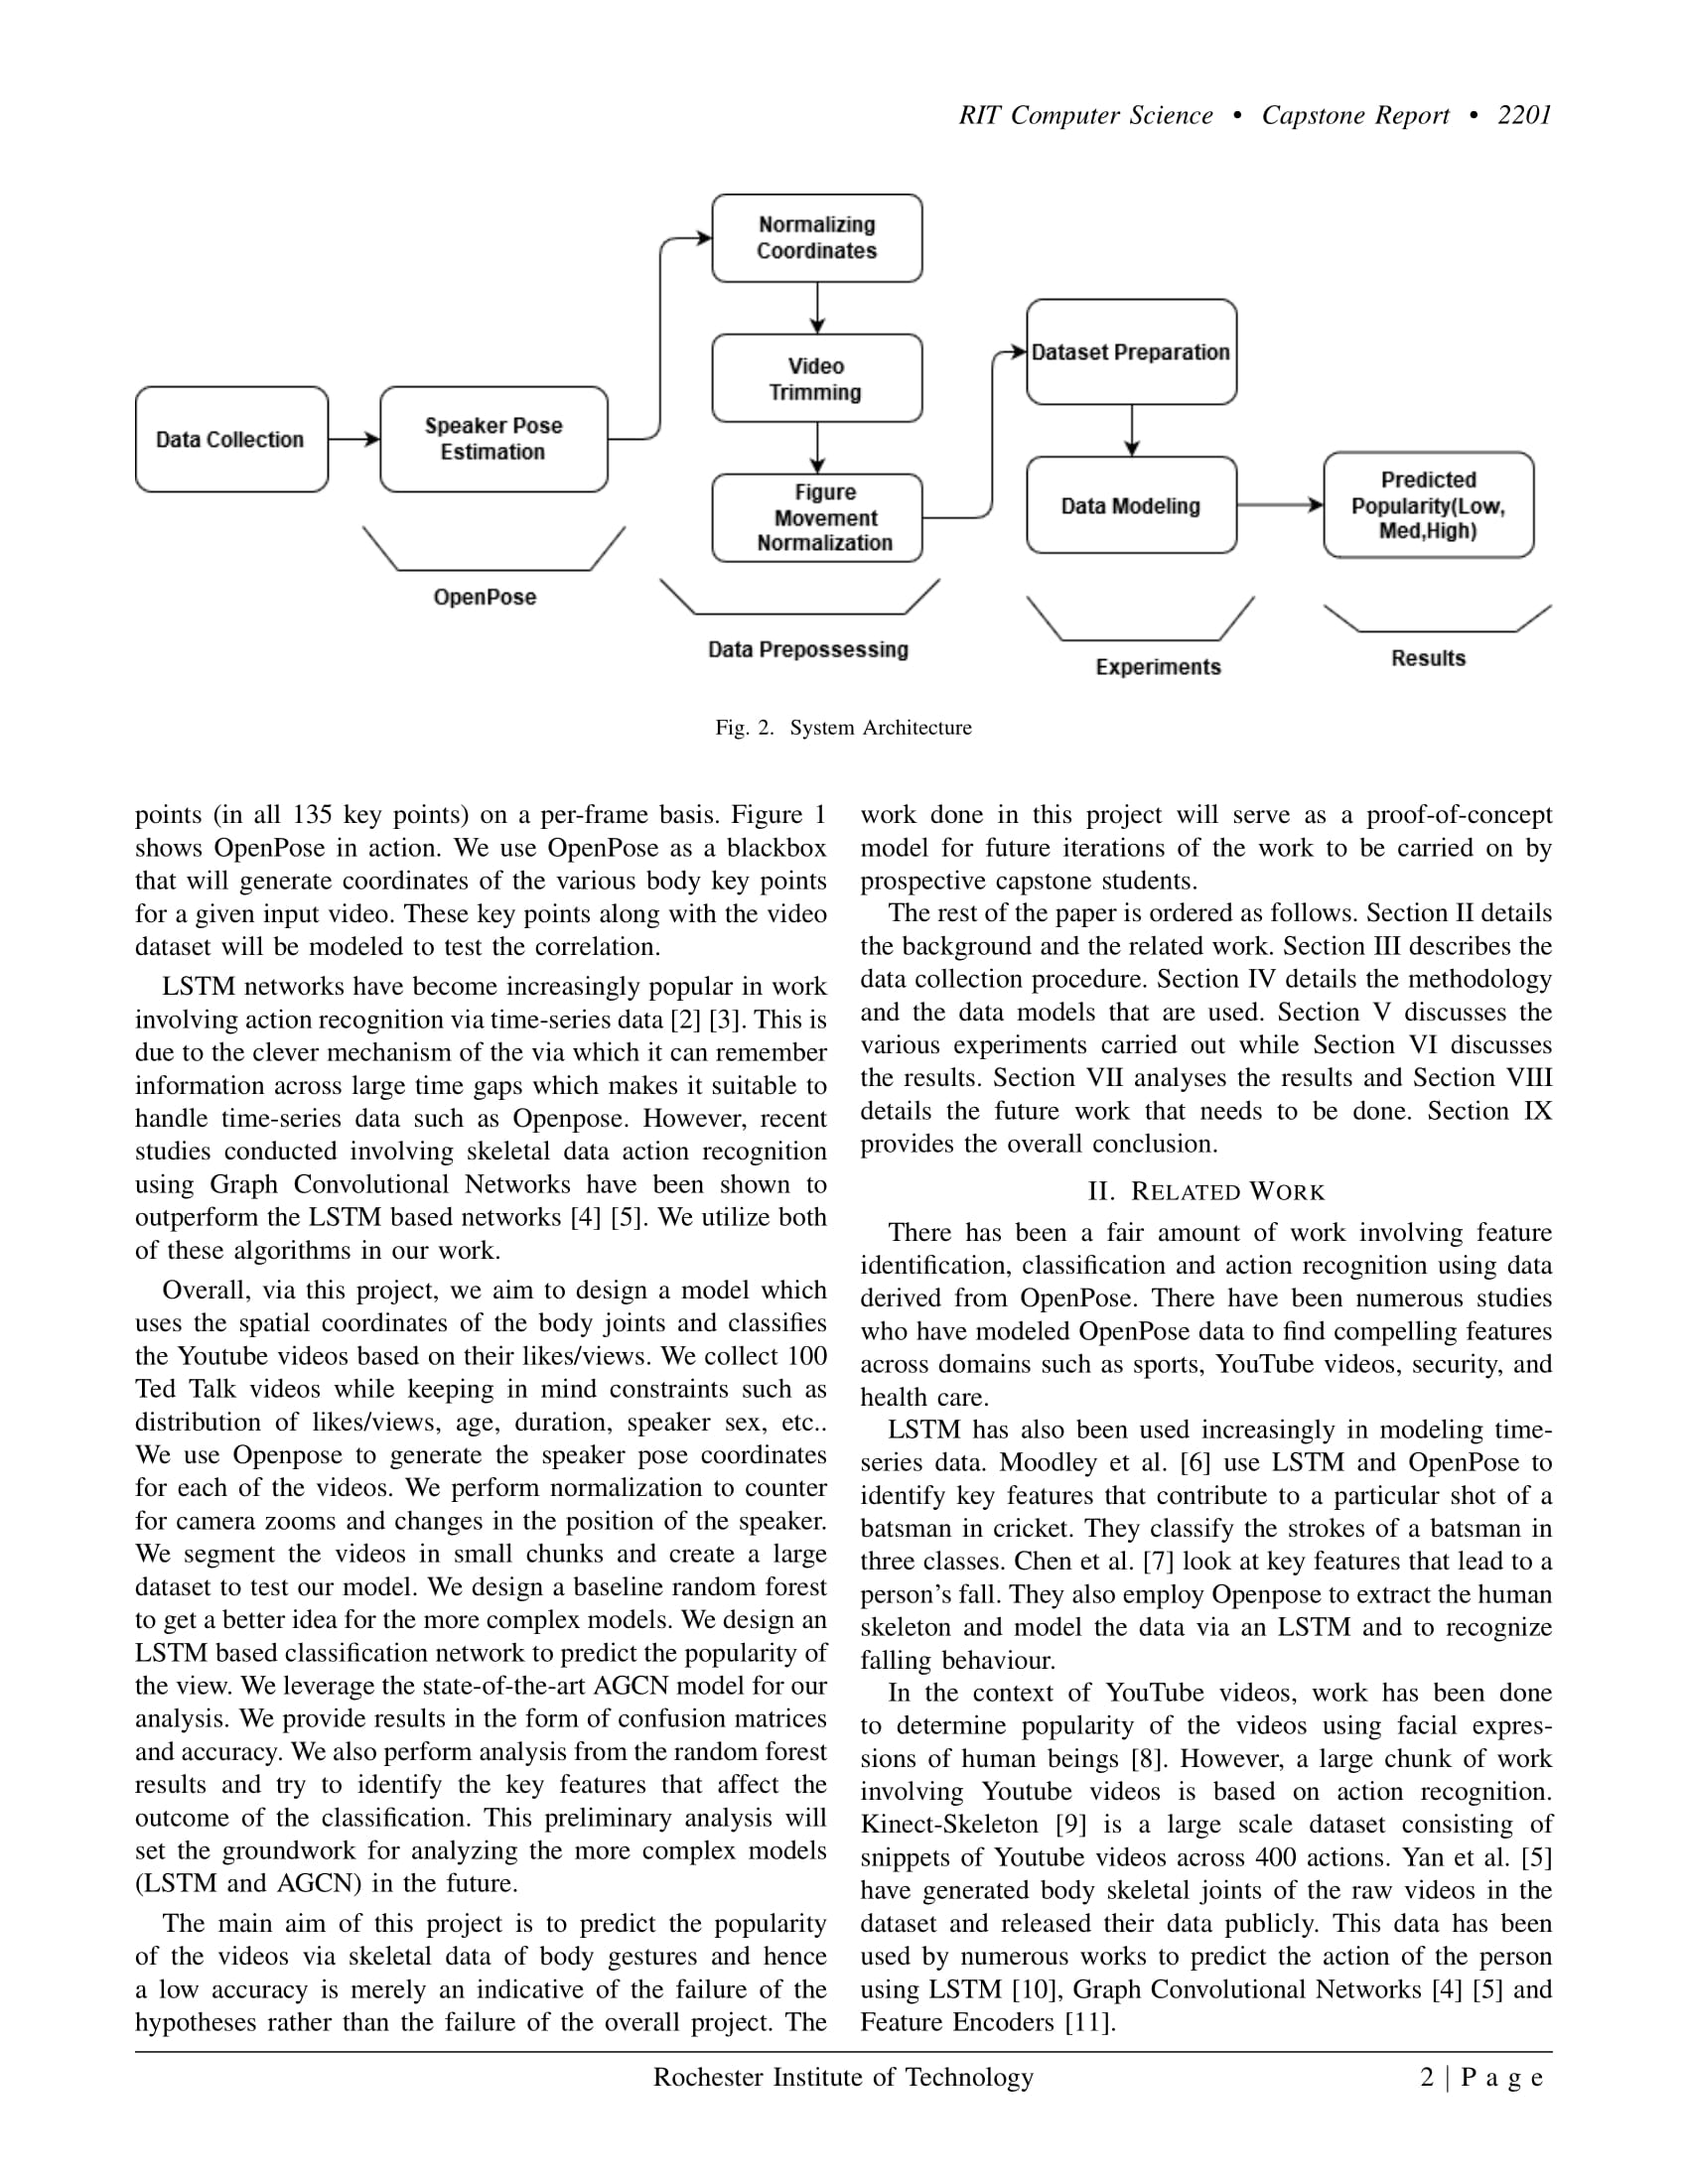 RIT Computer Science • Capstone Report • 2201
Normalizing
Coordinates
Video
Trimming
Figure
Movement
Normalization
Data Collection
Speaker Pose
Estimation
Dataset Preparation
Data Modeling
Predicted
Popularity(Low,
Med,High)
OpenPose
Data Prepossessing
Experiments
Results
Fig. 2. System Architecture
points (in all 135 key points) on a per-frame basis. Figure 1
shows OpenPose in action. We use OpenPose as a blackbox
that will generate coordinates of the various body key points
for a given input video. These key points along with the video
dataset will be modeled to test the correlation.
LSTM networks have become increasingly popular in work
involving action recognition via time-series data [2] [3]. This is
due to the clever mechanism of the via which it can remember
information across large time gaps which makes it suitable to
handle time-series data such as Openpose. However, recent
studies conducted involving skeletal data action recognition
using Graph Convolutional Networks have been shown to
outperform the LSTM based networks [4] [5]. We utilize both
of these algorithms in our work.
Overall, via this project, we aim to design a model which
uses the spatial coordinates of the body joints and classifies
the Youtube videos based on their likes/views. We collect 100
Ted Talk videos while keeping in mind constraints such as
distribution of likes/views, age, duration, speaker sex, etc..
We use Openpose to generate the speaker pose coordinates
for each of the videos. We perform normalization to counter
for camera zooms and changes in the position of the speaker.
We segment the videos in small chunks and create a large
dataset to test our model. We design a baseline random forest
to get a better idea for the more complex models. We design an
LSTM based classification network to predict the popularity of
the view. We leverage the state-of-the-art AGCN model for our
analysis. We provide results in the form of confusion matrices
and accuracy. We also perform analysis from the random forest
results and try to identify the key features that affect the
outcome of the classification. This preliminary analysis will
set the groundwork for analyzing the more complex models
(LSTM and AGCN) in the future.
The main aim of this project is to predict the popularity
of the videos via skeletal data of body gestures and hence
a low accuracy is merely an indicative of the failure of the
hypotheses rather than the failure of the overall project. The
work done in this project will serve as a proof-of-concept
model for future iterations of the work to be carried on by
prospective capstone students.
The rest of the paper is ordered as follows. Section II details
the background and the related work. Section III describes the
data collection procedure. Section IV details the methodology
and the data models that are used. Section V discusses the
various experiments carried out while Section VI discusses
the results. Section VII analyses the results and Section VIII
details the future work that needs to be done. Section IX
provides the overall conclusion.
II. RELATED WORK
There has been a fair amount of work involving feature
identification, classification and action recognition using data
derived from OpenPose. There have been numerous studies
who have modeled OpenPose data to find compelling features
across domains such as sports, YouTube videos, security, and
health care.
LSTM has also been used increasingly in modeling time-
series data. Moodley et al. [6] use LSTM and OpenPose to
identify key features that contribute to a particular shot of a
batsman in cricket. They classify the strokes of a batsman in
three classes. Chen et al. [7] look at key features that lead to a
person's fall. They also employ Openpose to extract the human
skeleton and model the data via an LSTM and to recognize
falling behaviour.
In the context of YouTube videos, work has been done
to determine popularity of the videos using facial expres-
sions of human beings [8]. However, a large chunk of work
involving Youtube videos is based on action recognition.
Kinect-Skeleton [9] is a large scale dataset consisting of
snippets of Youtube videos across 400 actions. Yan et al. [5]
have generated body skeletal joints of the raw videos in the
dataset and released their data publicly. This data has been
used by numerous works to predict the action of the person
using LSTM [10], Graph Convolutional Networks [4] [5] and
Feature Encoders [11].
Rochester Institute of Technology
2 | P a g e